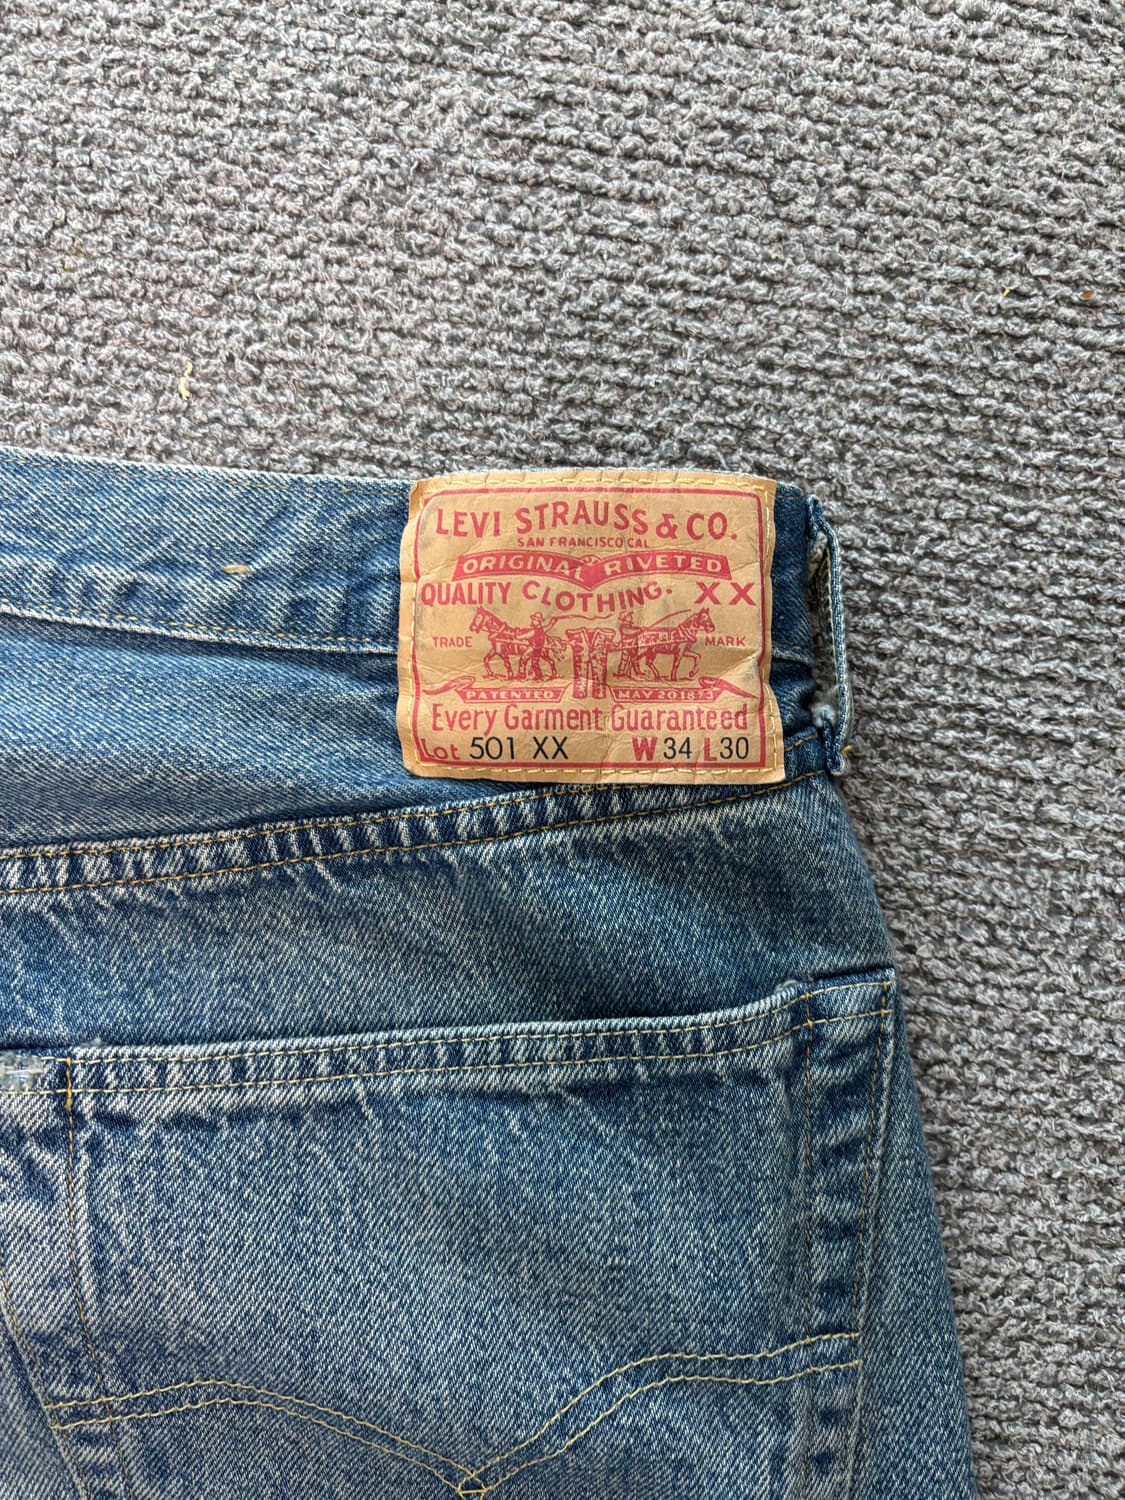 LEVI STRAUSS & CO.
SAN FRANCISCO CAL
ORIGINAL RIVETED
QUALITY CLOTHING. XX
TRADE MARK
PATENTED MAY 20 1873
Every Garment Guaranteed
Lot 501 XX W 34 L 30